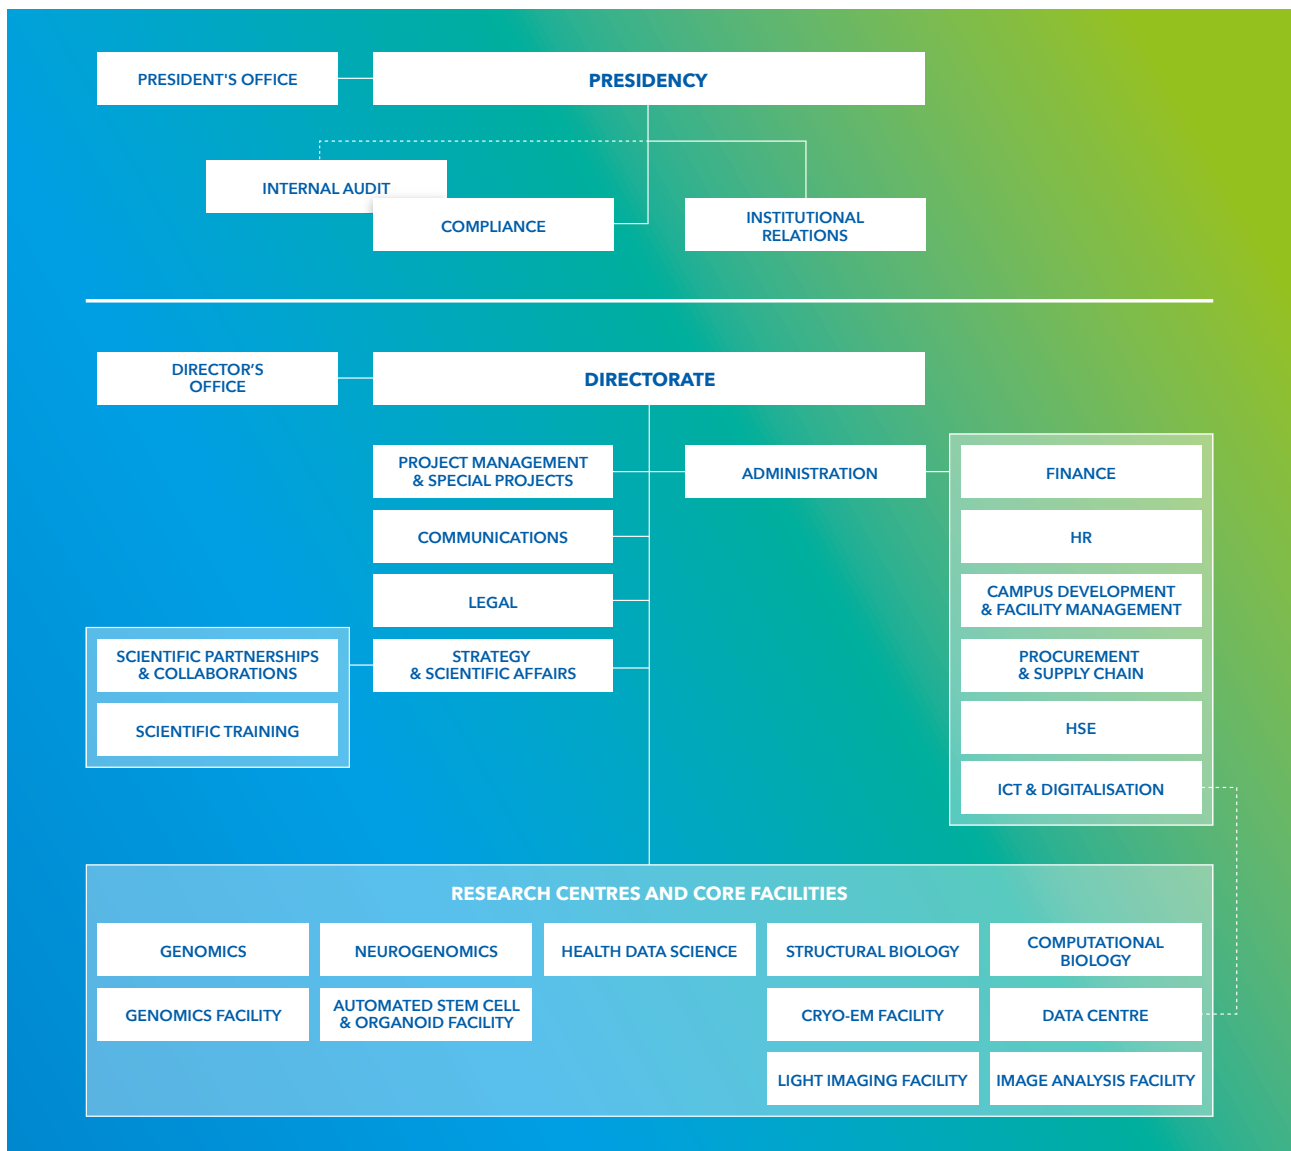 PRESIDENT'S OFFICE
PRESIDENCY
INTERNAL AUDIT
COMPLIANCE
INSTITUTIONAL
RELATIONS
DIRECTOR’S
OFFICE
DIRECTORATE
PROJECT MANAGEMENT
& SPECIAL PROJECTS
ADMINISTRATION
FINANCE
COMMUNICATIONS
HR
LEGAL
CAMPUS DEVELOPMENT
& FACILITY MANAGEMENT
SCIENTIFIC PARTNERSHIPS
& COLLABORATIONS
STRATEGY
& SCIENTIFIC AFFAIRS
PROCUREMENT
& SUPPLY CHAIN
SCIENTIFIC TRAINING
HSE
ICT & DIGITALISATION
RESEARCH CENTRES AND CORE FACILITIES
GENOMICS
NEUROGENOMICS
HEALTH DATA SCIENCE
STRUCTURAL BIOLOGY
COMPUTATIONAL
BIOLOGY
GENOMICS FACILITY
AUTOMATED STEM CELL
& ORGANOID FACILITY
CRYO-EM FACILITY
DATA CENTRE
LIGHT IMAGING FACILITY
IMAGE ANALYSIS FACILITY